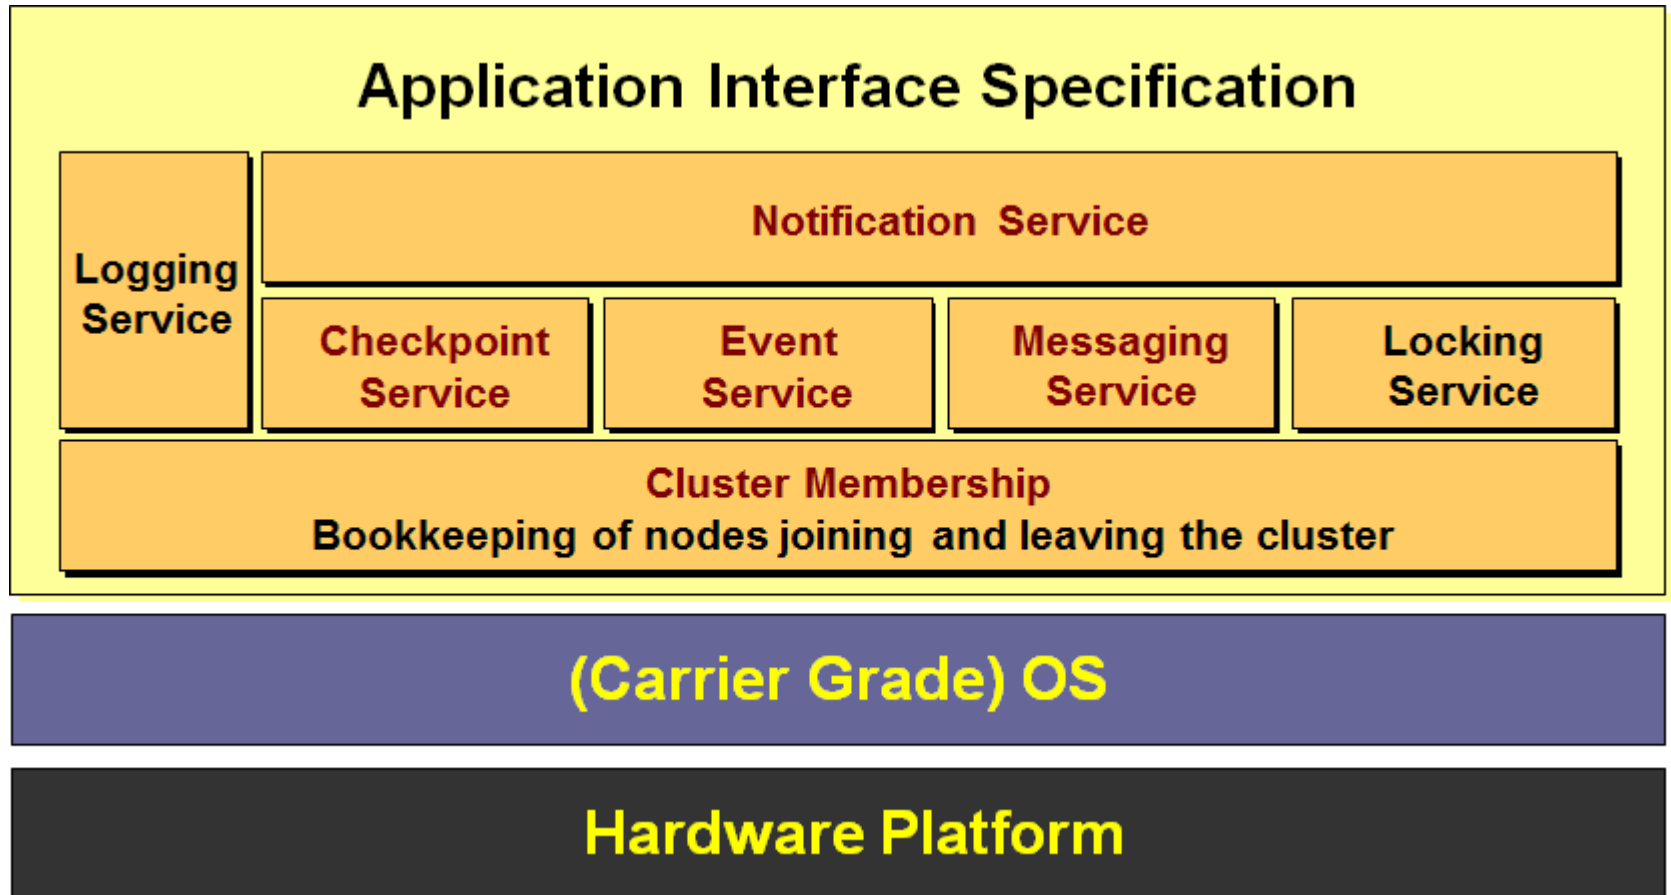 Application Interface Specification
Logging
Service
Notification Service
Checkpoint
Service
Event
Service
Messaging
Service
Locking
Service
Cluster Membership
Bookkeeping of nodes joining and leaving the cluster
(Carrier Grade) OS
Hardware Platform